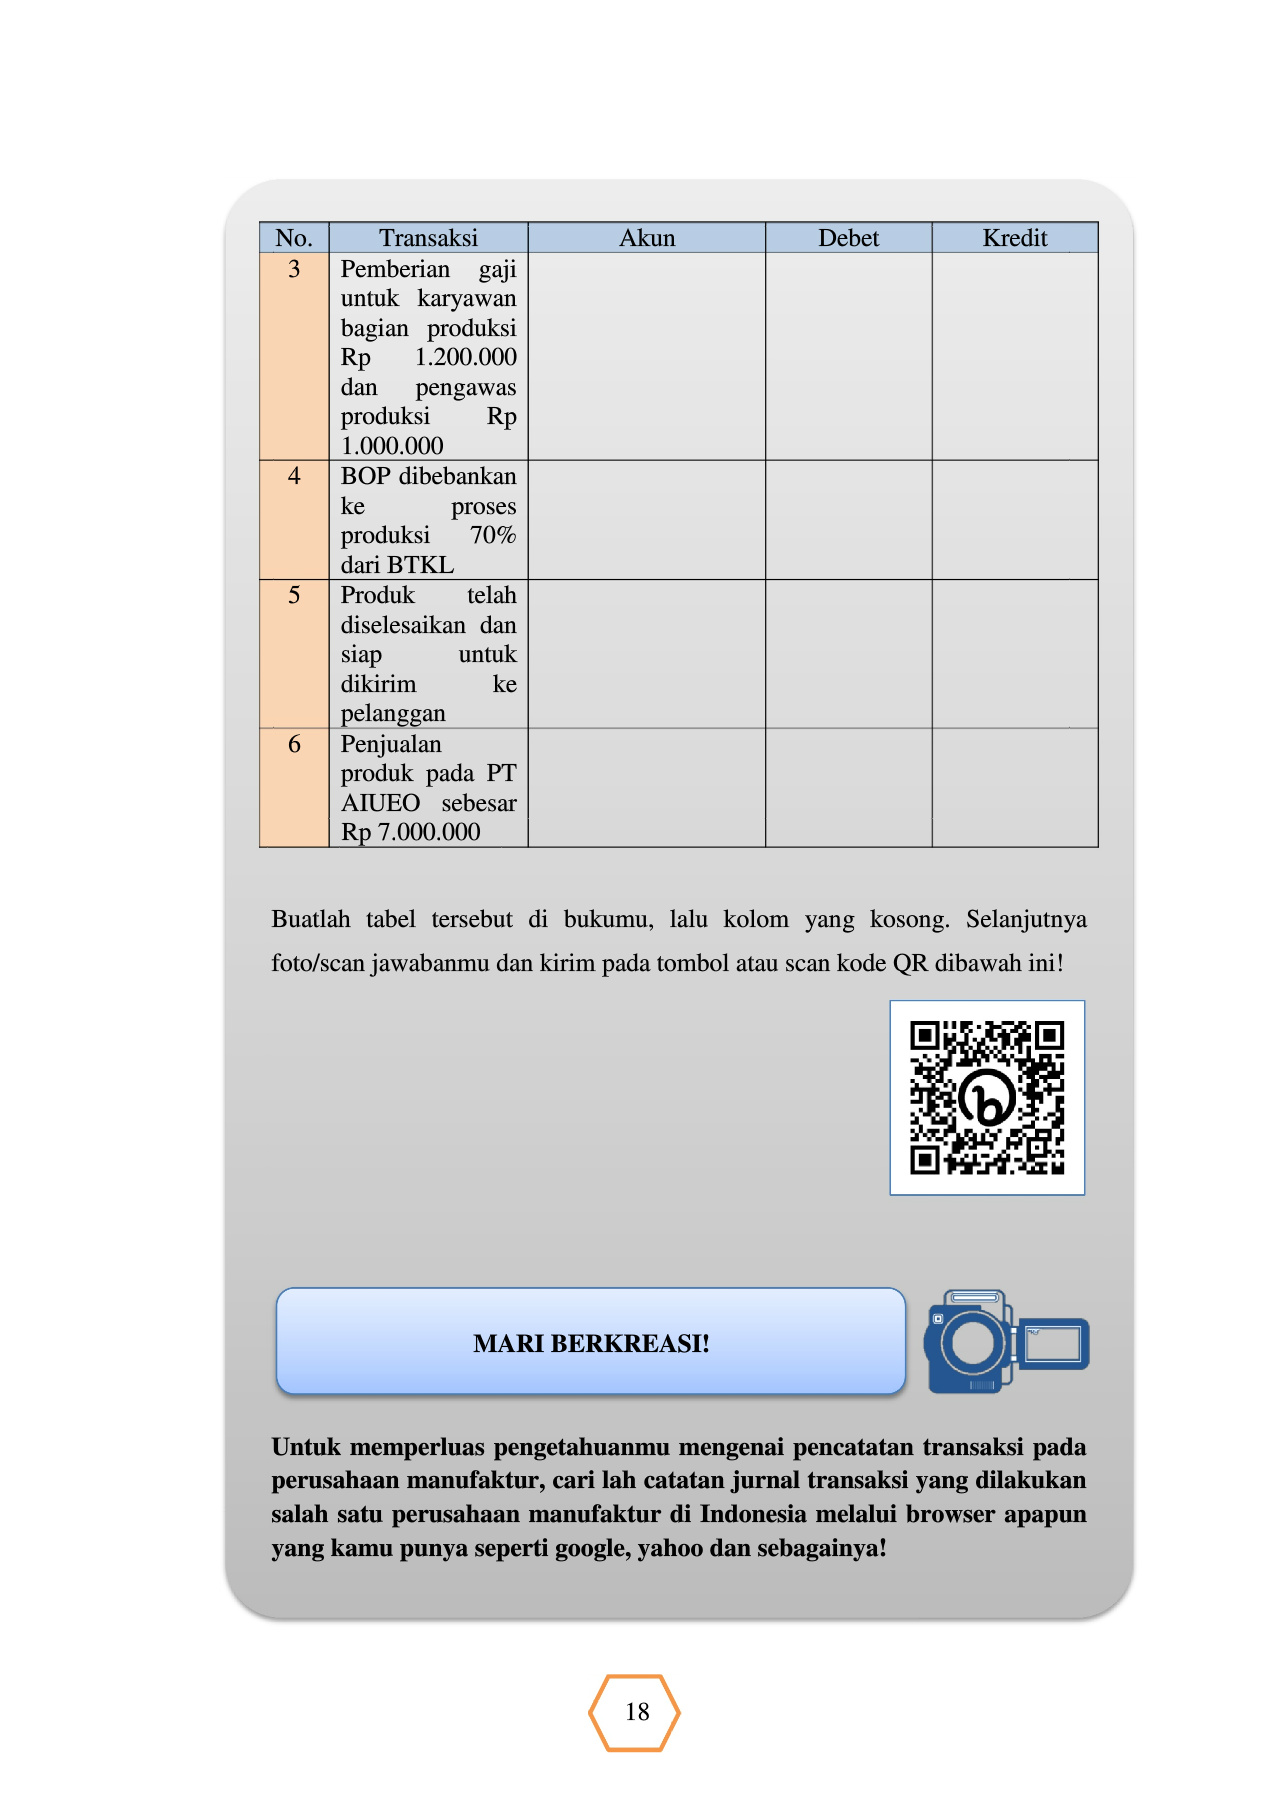 No. Transaksi Akun Debet Kredit
3 Pemberian gaji
untuk karyawan
bagian produksi
Rp 1.200.000
dan pengawas
produksi Rp
1.000.000
4 BOP dibebankan
ke proses
produksi 70%
dari BTKL
5 Produk telah
diselesaikan dan
siap untuk
dikirim ke
pelanggan
6 Penjualan
produk pada PT
AIUEO sebesar
Rp 7.000.000
Buatlah tabel tersebut di bukumu, lalu kolom yang kosong. Selanjutnya
foto/scan jawabanmu dan kirim pada tombol atau scan kode QR dibawah ini!
b
MARI BERKREASI!
Untuk memperluas pengetahuanmu mengenai pencatatan transaksi pada
perusahaan manufaktur, cari lah catatan jurnal transaksi yang dilakukan
salah satu perusahaan manufaktur di Indonesia melalui browser apapun
yang kamu punya seperti google, yahoo dan sebagainya!
18